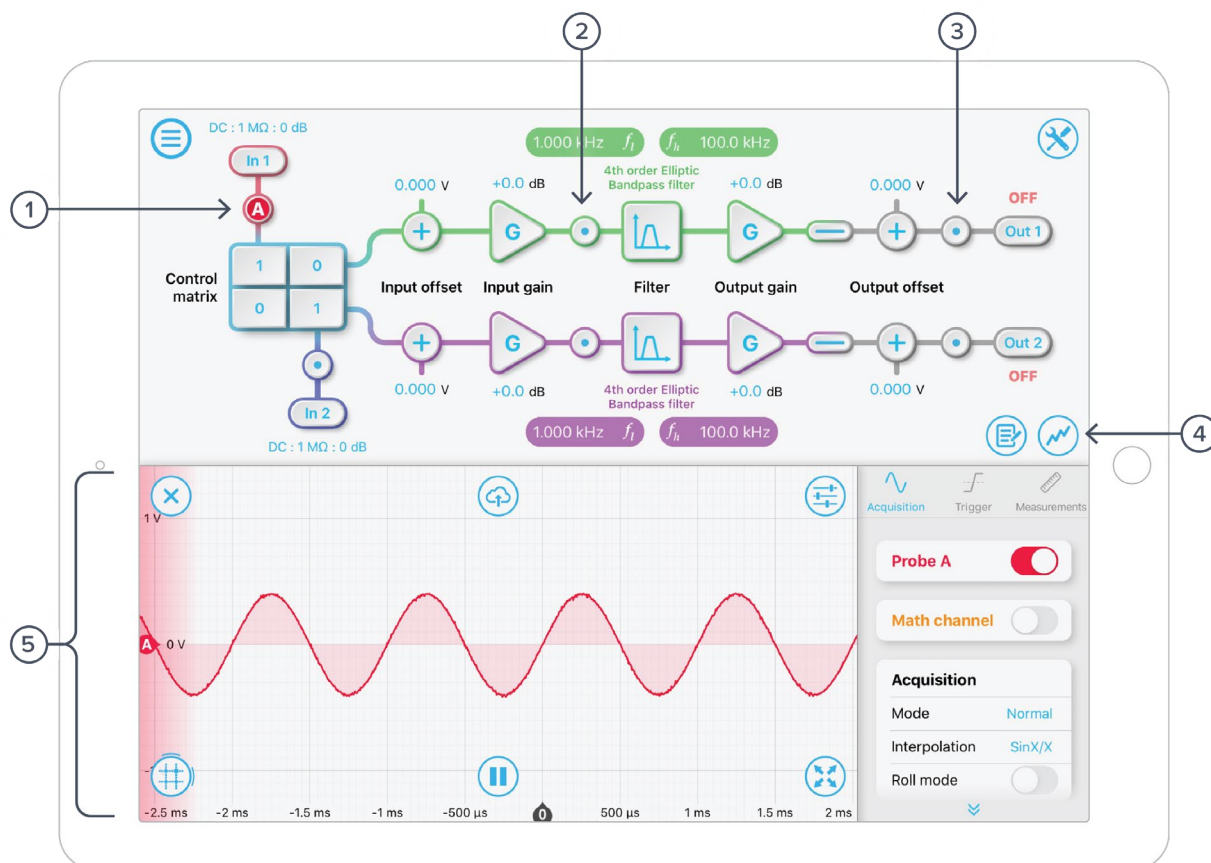 2
3
DC : 1 MΩ : 0 dB
1.000 kHz fl
fh 100.0 kHz
In 1
4th order Elliptic
Bandpass filter
0.000 V
+0.0 dB
+0.0 dB
0.000 V
OFF
1
A
+
G
G
+
Out 1
Control
matrix
1 0
0 1
Input offset
Input gain
Filter
Output gain
Output offset
+
G
G
+
Out 2
0.000 V
+0.0 dB
4th order Elliptic
Bandpass filter
+0.0 dB
0.000 V
OFF
In 2
1.000 kHz fl
fh 100.0 kHz
DC : 1 MΩ : 0 dB
4
Acquisition
Trigger
Measurements
1 V
Probe A
Math channel
5
A
0 V
Acquisition
Mode Normal
Interpolation SinX/X
Roll mode
-2.5 ms
-2 ms
-1.5 ms
-1 ms
-500 µs
0
500 µs
1 ms
1.5 ms
2 ms